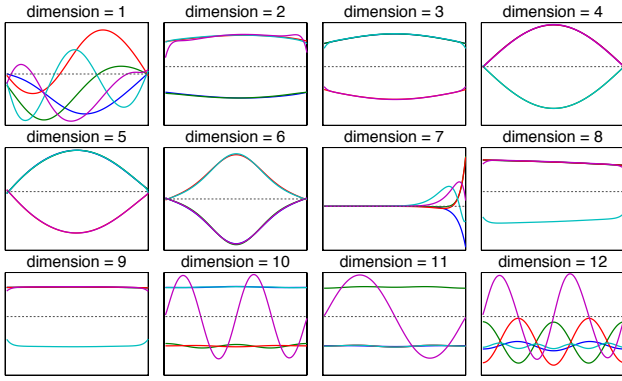 dimension = 1
dimension = 2
dimension = 3
dimension = 4
dimension = 5
dimension = 6
dimension = 7
dimension = 8
dimension = 9
dimension = 10
dimension = 11
dimension = 12